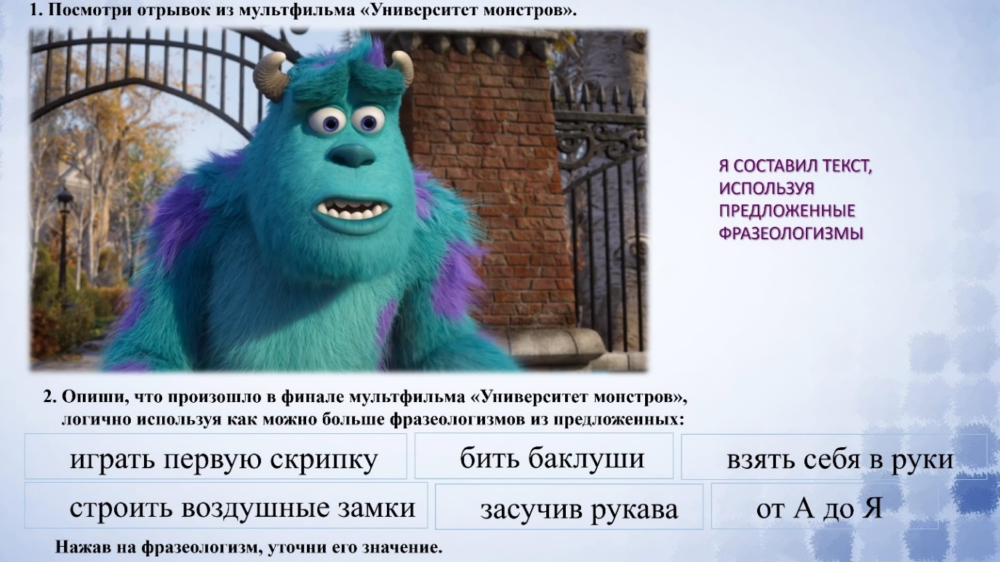 1. Посмотри отрывок из мультфильма «Университет монстров».
Я СОСТАВИЛ ТЕКСТ,
ИСПОЛЬЗУЯ
ПРЕДЛОЖЕННЫЕ
ФРАЗЕОЛОГИЗМЫ
2. Опиши, что произошло в финале мультфильма «Университет монстров»,
логично используя как можно больше фразеологизмов из предложенных:
играть первую скрипку
бить баклуши
взять себя в руки
строить воздушные замки
засучив рукава
от А до Я
Нажав на фразеологизм, уточни его значение.